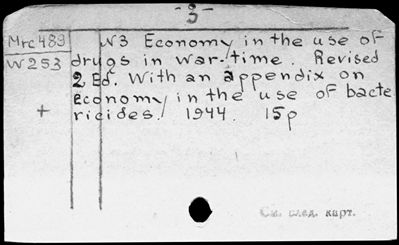 -3-
Mrc 489
W 253
N3 Economy in the use of
drugs in war-time. Revised
2 Ed. With an appendix on
Economy in the use of bacte
ricides. 1944. 15p
+
См. мед. карт.